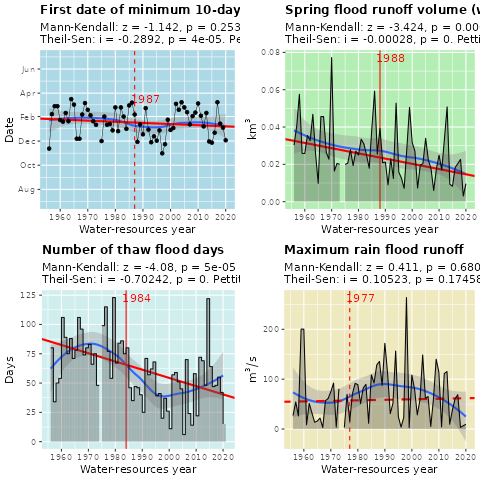 First date of minimum 10-day
Mann-Kendall: z = -1.142, p = 0.253
Theil-Sen: i = -0.2892, p = 4e-05. Pe
Jun
Apr
Feb
Dec
Oct
Aug
Date
1987
1960 1970 1980 1990 2000 2010 2020
Water-resources year
Spring flood runoff volume (w
Mann-Kendall: z = -3.424, p = 0.00
Theil-Sen: i = -0.00028, p = 0. Petti
0.08
0.06
0.04
0.02
0.00
km³
1988
1960 1970 1980 1990 2000 2010 2020
Water-resources year
Number of thaw flood days
Mann-Kendall: z = -4.08, p = 5e-05
Theil-Sen: i = -0.70242, p = 0. Pettit
125
100
75
50
25
0
Days
1984
1960 1970 1980 1990 2000 2010 2020
Water-resources year
Maximum rain flood runoff
Mann-Kendall: z = 0.411, p = 0.680
Theil-Sen: i = 0.10523, p = 0.17458
200
100
0
m³/s
1977
1960 1970 1980 1990 2000 2010 2020
Water-resources year